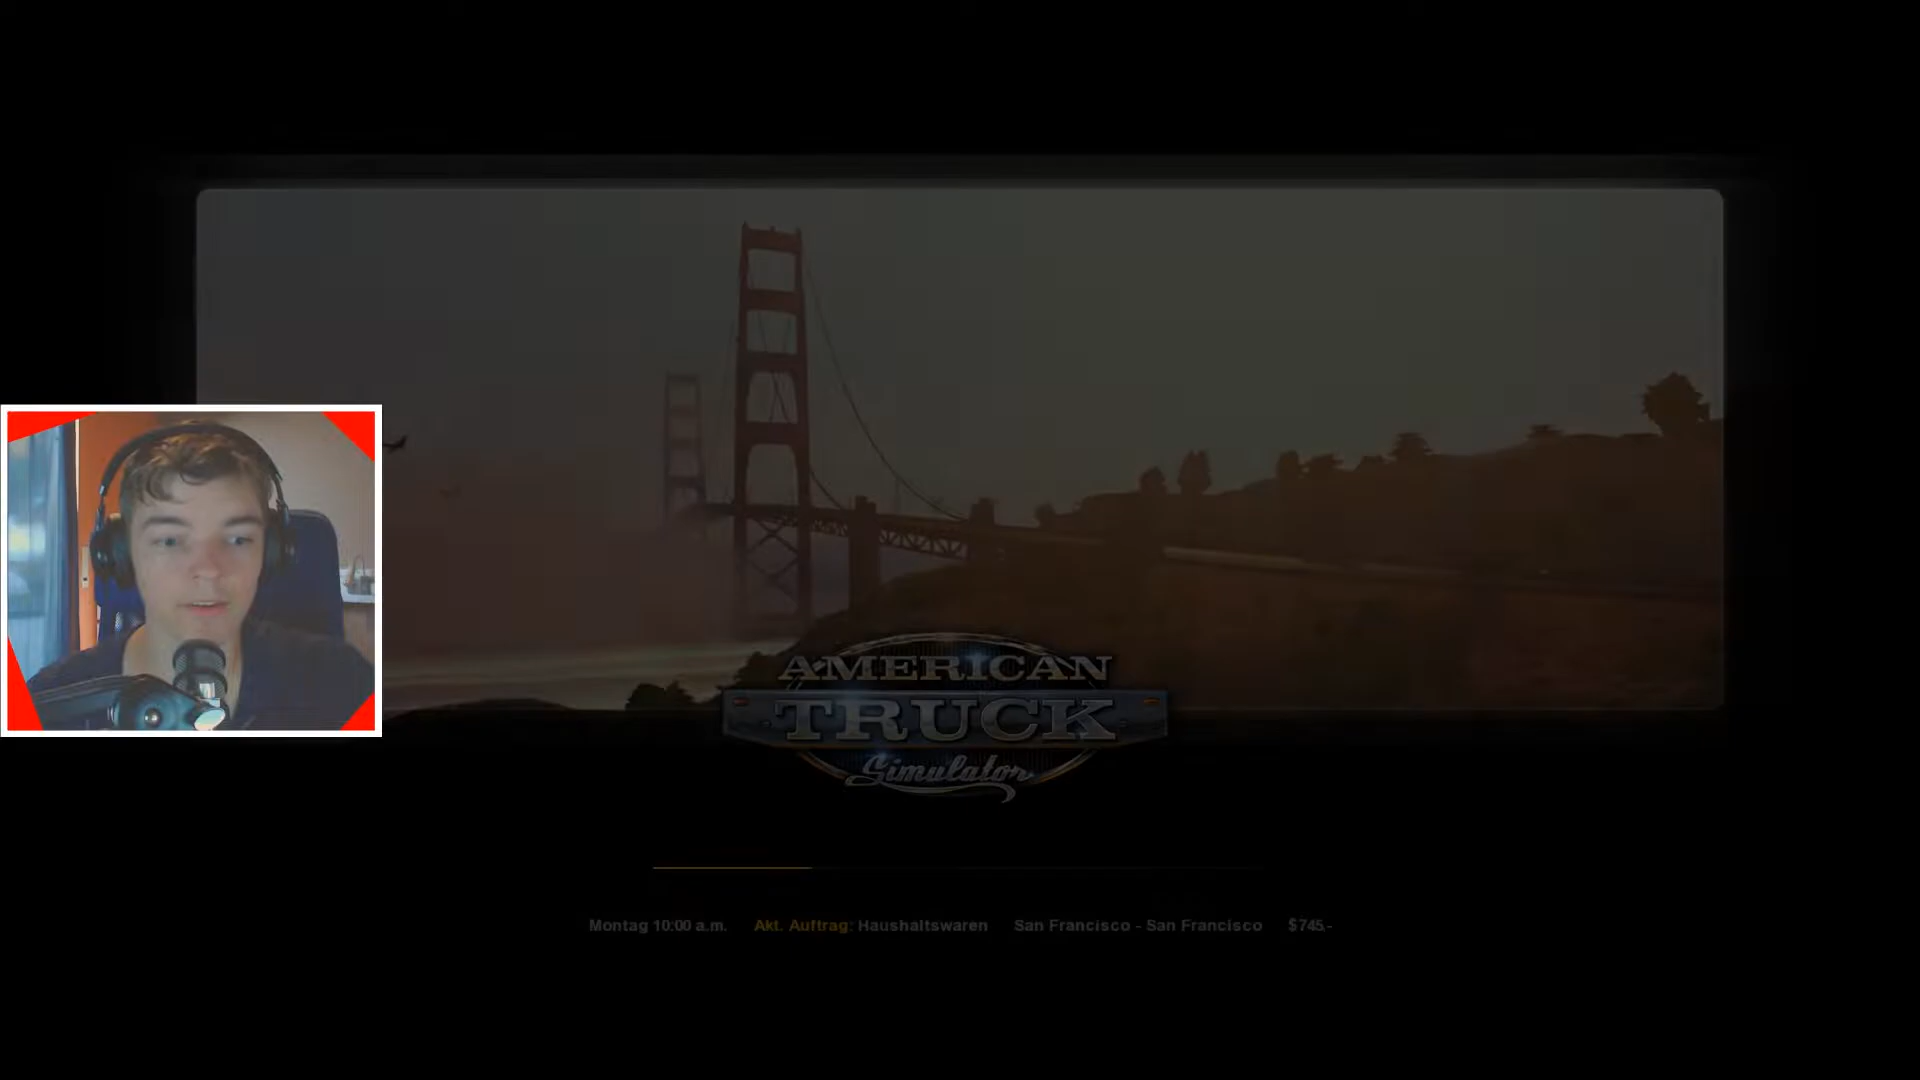 AMERICAN
TRUCK
Simulator
Montag 10:00 a.m. Akt. Auftrag: Haushaltswaren San Francisco - San Francisco $745.-